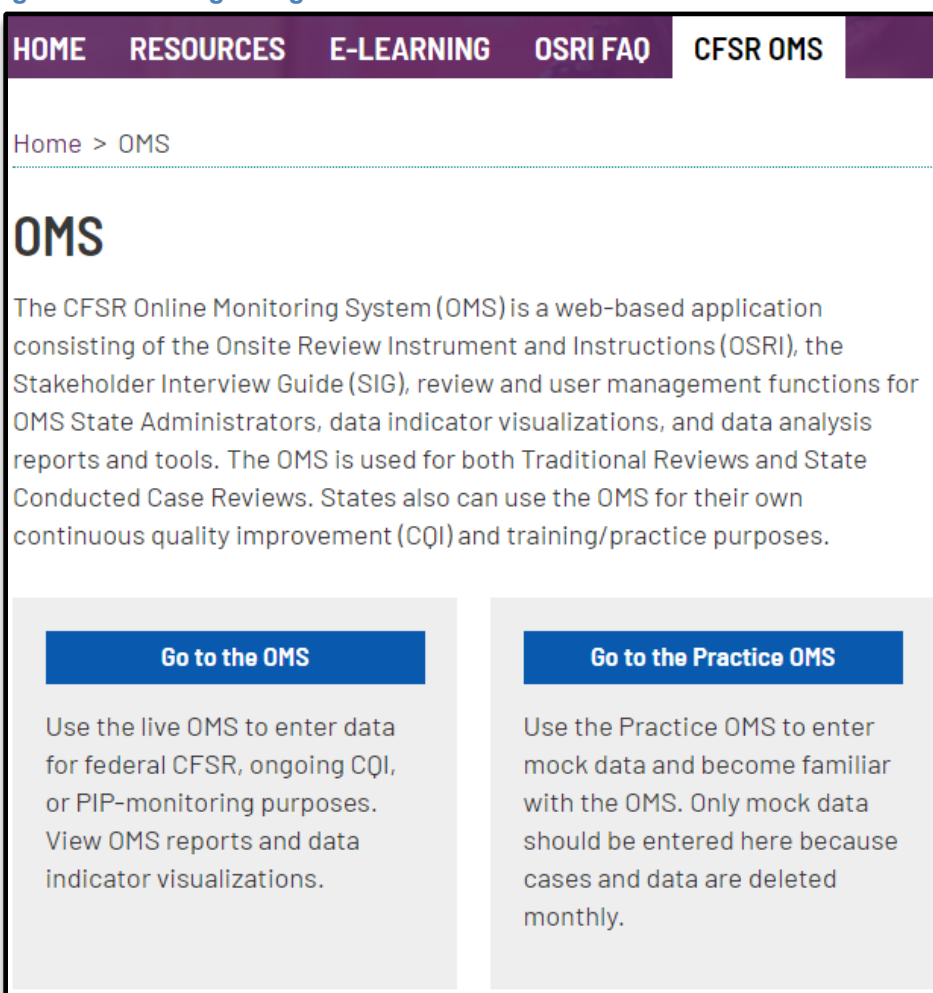 HOME RESOURCES E-LEARNING OSRI FAQ CFSR OMS
Home > OMS
OMS
The CFSR Online Monitoring System (OMS) is a web-based application
consisting of the Onsite Review Instrument and Instructions (OSRI), the
Stakeholder Interview Guide (SIG), review and user management functions for
OMS State Administrators, data indicator visualizations, and data analysis
reports and tools. The OMS is used for both Traditional Reviews and State
Conducted Case Reviews. States also can use the OMS for their own
continuous quality improvement (CQI) and training/practice purposes.
Go to the OMS
Use the live OMS to enter data
for federal CFSR, ongoing CQI,
or PIP-monitoring purposes.
View OMS reports and data
indicator visualizations.
Go to the Practice OMS
Use the Practice OMS to enter
mock data and become familiar
with the OMS. Only mock data
should be entered here because
cases and data are deleted
monthly.